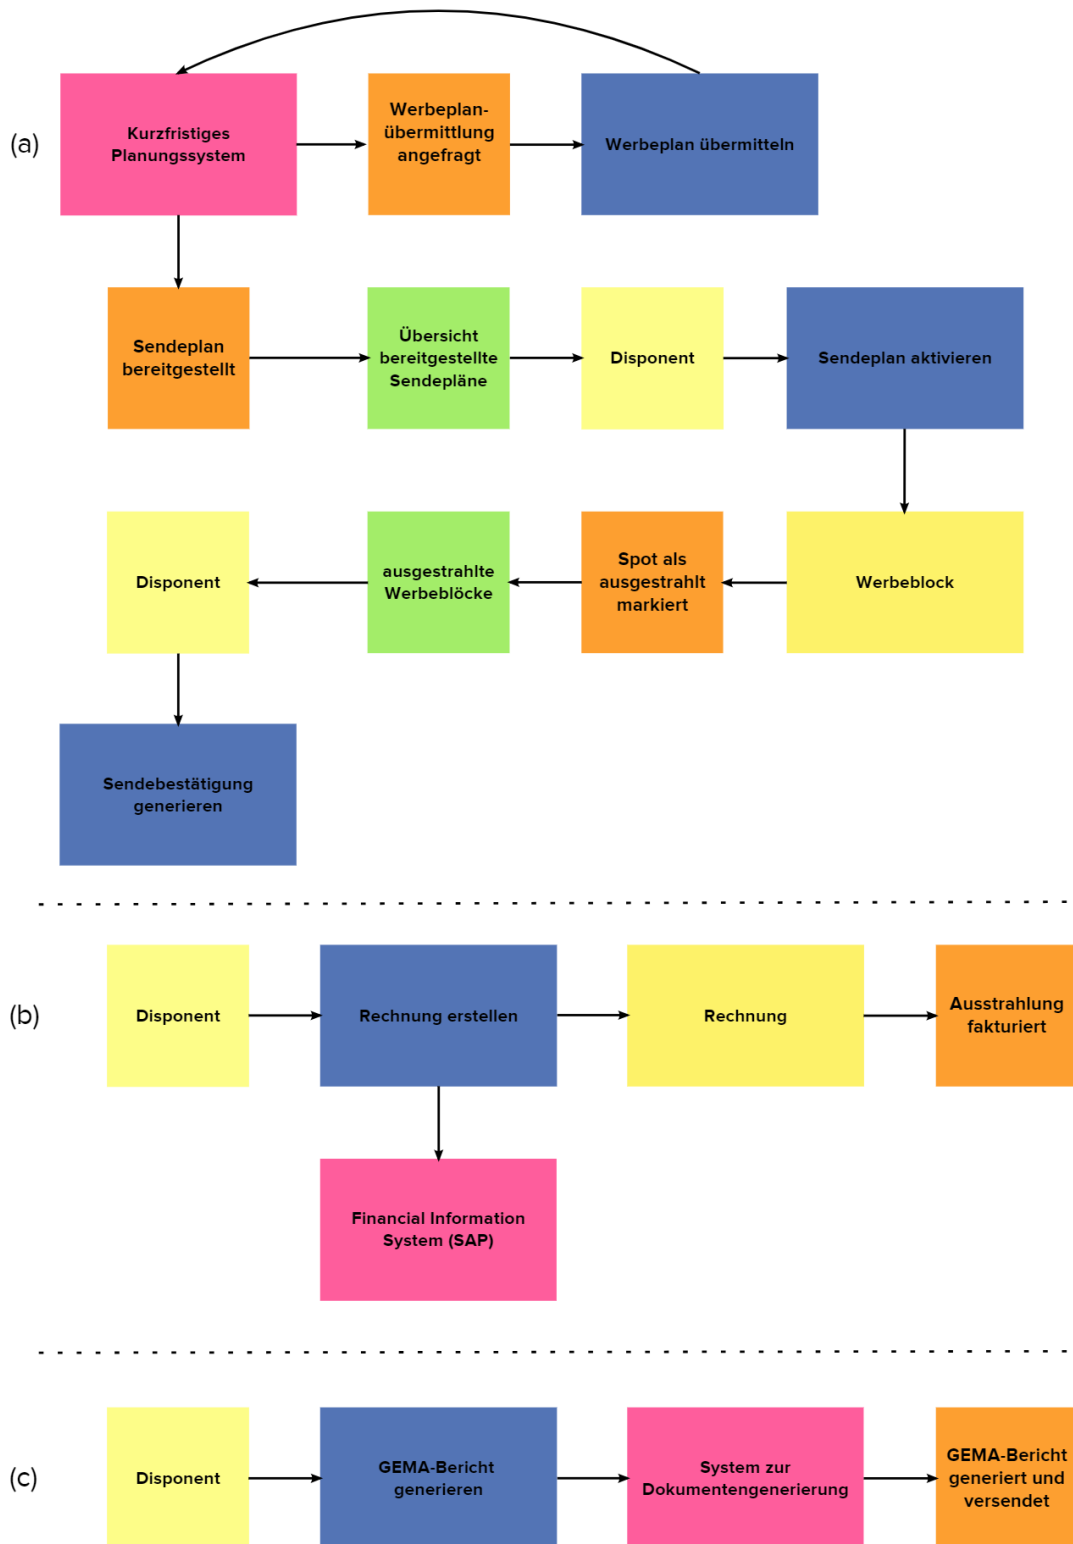 (a)
Kurzfristiges
Planungssystem
Werbeplan-
übermittlung
angefragt
Werbeplan übermitteln
Sendeplan
bereitgestellt
Übersicht
bereitgestellte
Sendepläne
Disponent
Sendeplan aktivieren
Disponent
ausgestrahlte
Werbeblöcke
Spot als
ausgestrahlt
markiert
Werbeblock
Sendebestätigung
generieren
(b)
Disponent
Rechnung erstellen
Rechnung
Ausstrahlung
fakturiert
Financial Information
System (SAP)
(c)
Disponent
GEMA-Bericht
generieren
System zur
Dokumentengenerierung
GEMA-Bericht
generiert und
versendet